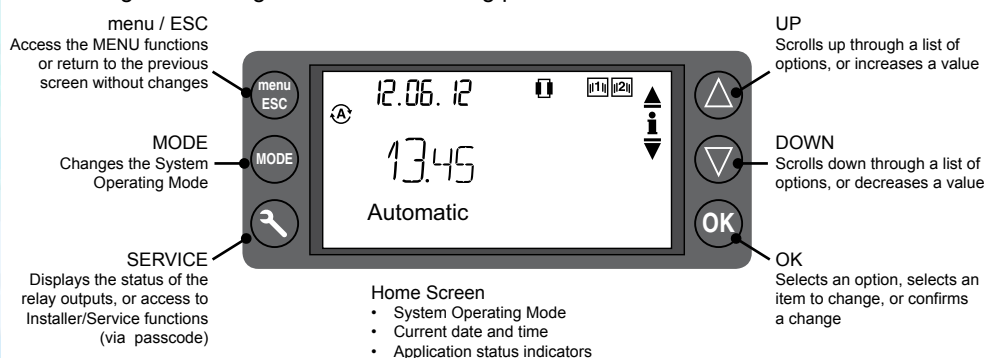 menu / ESC
Access the MENU functions
or return to the previous
screen without changes
MODE
Changes the System
Operating Mode
SERVICE
Displays the status of the
relay outputs, or access to
Installer/Service functions
(via passcode)
menu
ESC
MODE
12.06.12
A
1 2
i
13.45
Automatic
OK
Home Screen
• System Operating Mode
• Current date and time
• Application status indicators
UP
Scrolls up through a list of
options, or increases a value
DOWN
Scrolls down through a list of
options, or decreases a value
OK
Selects an option, selects an
item to change, or confirms
a change